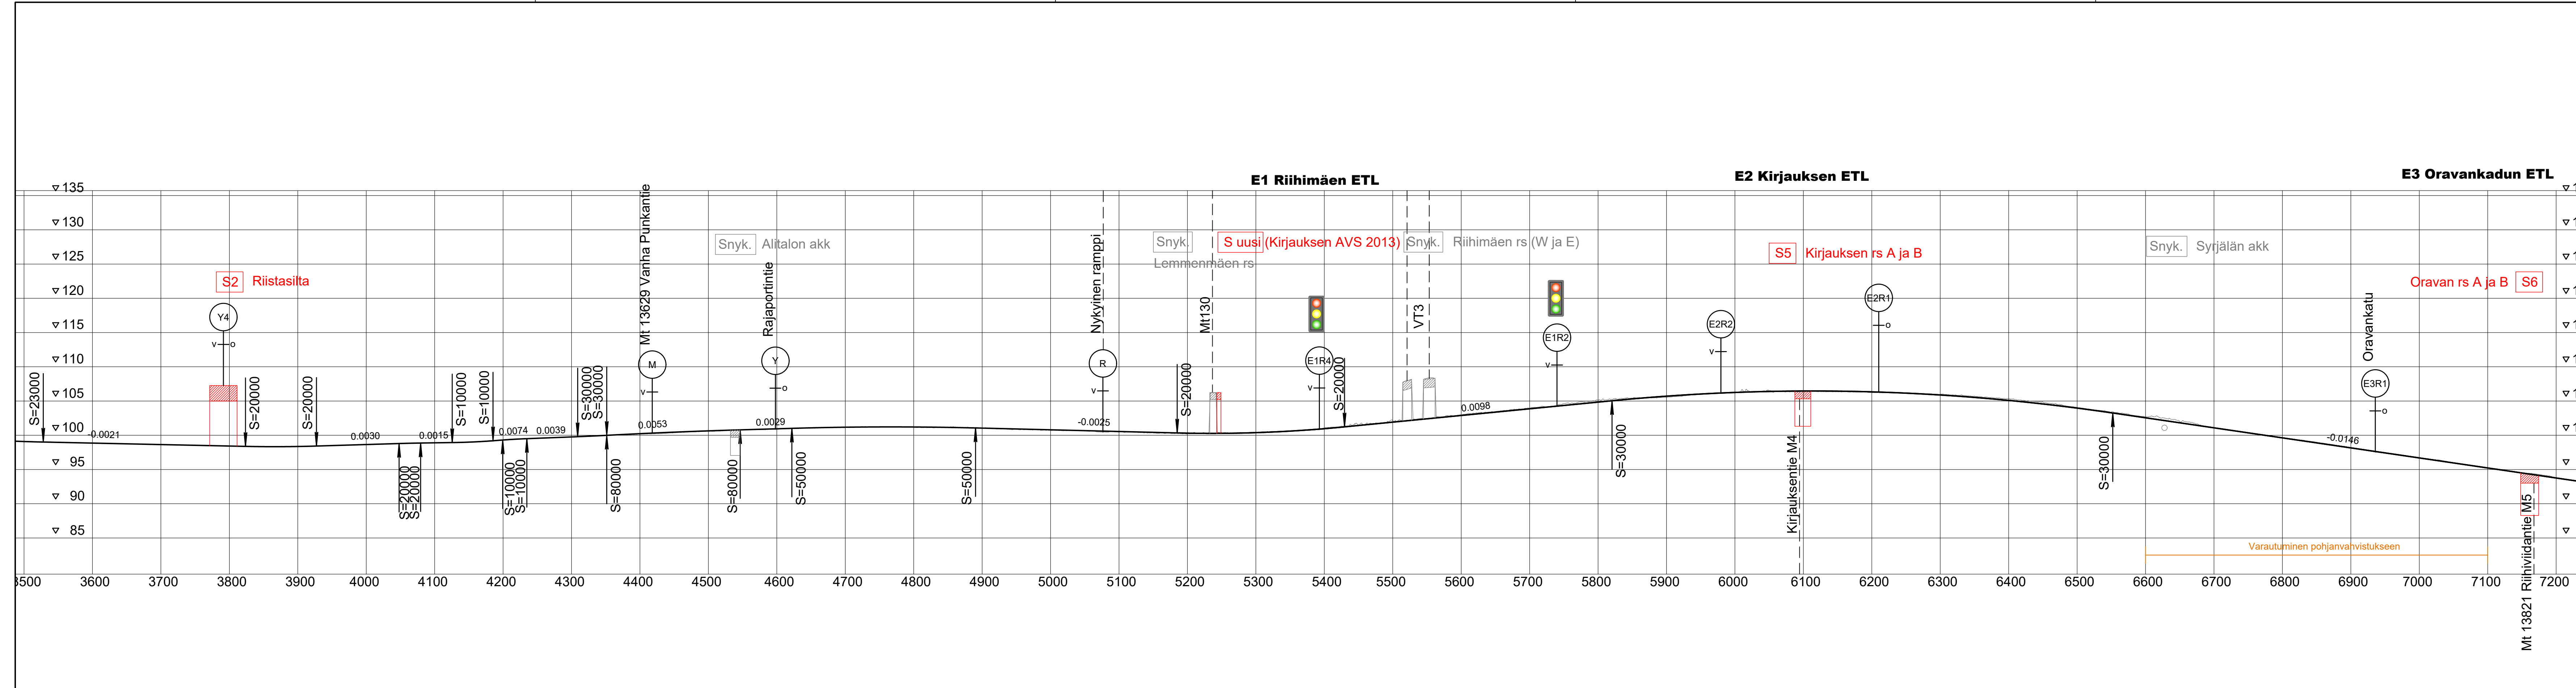 E1 Riihimäen ETL
E2 Kirjauksen ETL
E3 Oravankadun ETL
135
130
125
120
115
110
105
100
95
90
85
S2 Riistasilta
Y4
v o
S=23000
-0.0021
S=20000
S=20000
0.0030
S=20000
S=20000
0.0015
S=10000
S=10000
0.0074
S=10000
S=10000
0.0039
S=30000
S=30000
S=80000
Mt 13629 Vanha Punkantie
M
v
0.0053
Snyk. Alitalon akk
Rajaportintie
Y
v o
0.0029
S=80000
S=50000
S=50000
Nykyinen ramppi
R
v
-0.0025
Snyk.
Lemmenmäen rs
S=20000
Mt130
S uusi (Kirjauksen AVS 2013)
E1R4
v
S=20000
Snyk. Riihimäen rs (W ja E)
VT3
0.0098
E1R2
v
S=30000
E2R2
v
S5 Kirjauksen rs A ja B
Kirjauksentie M4
E2R1
o
S=30000
Snyk. Syrjälän akk
-0.0146
Oravankatu
E3R1
o
Oravan rs A ja B S6
Mt 13821 Riihiviidantie M5
Varautuminen pohjanvahvistukseen
3500 3600 3700 3800 3900 4000 4100 4200 4300 4400 4500 4600 4700 4800 4900 5000 5100 5200 5300 5400 5500 5600 5700 5800 5900 6000 6100 6200 6300 6400 6500 6600 6700 6800 6900 7000 7100 7200